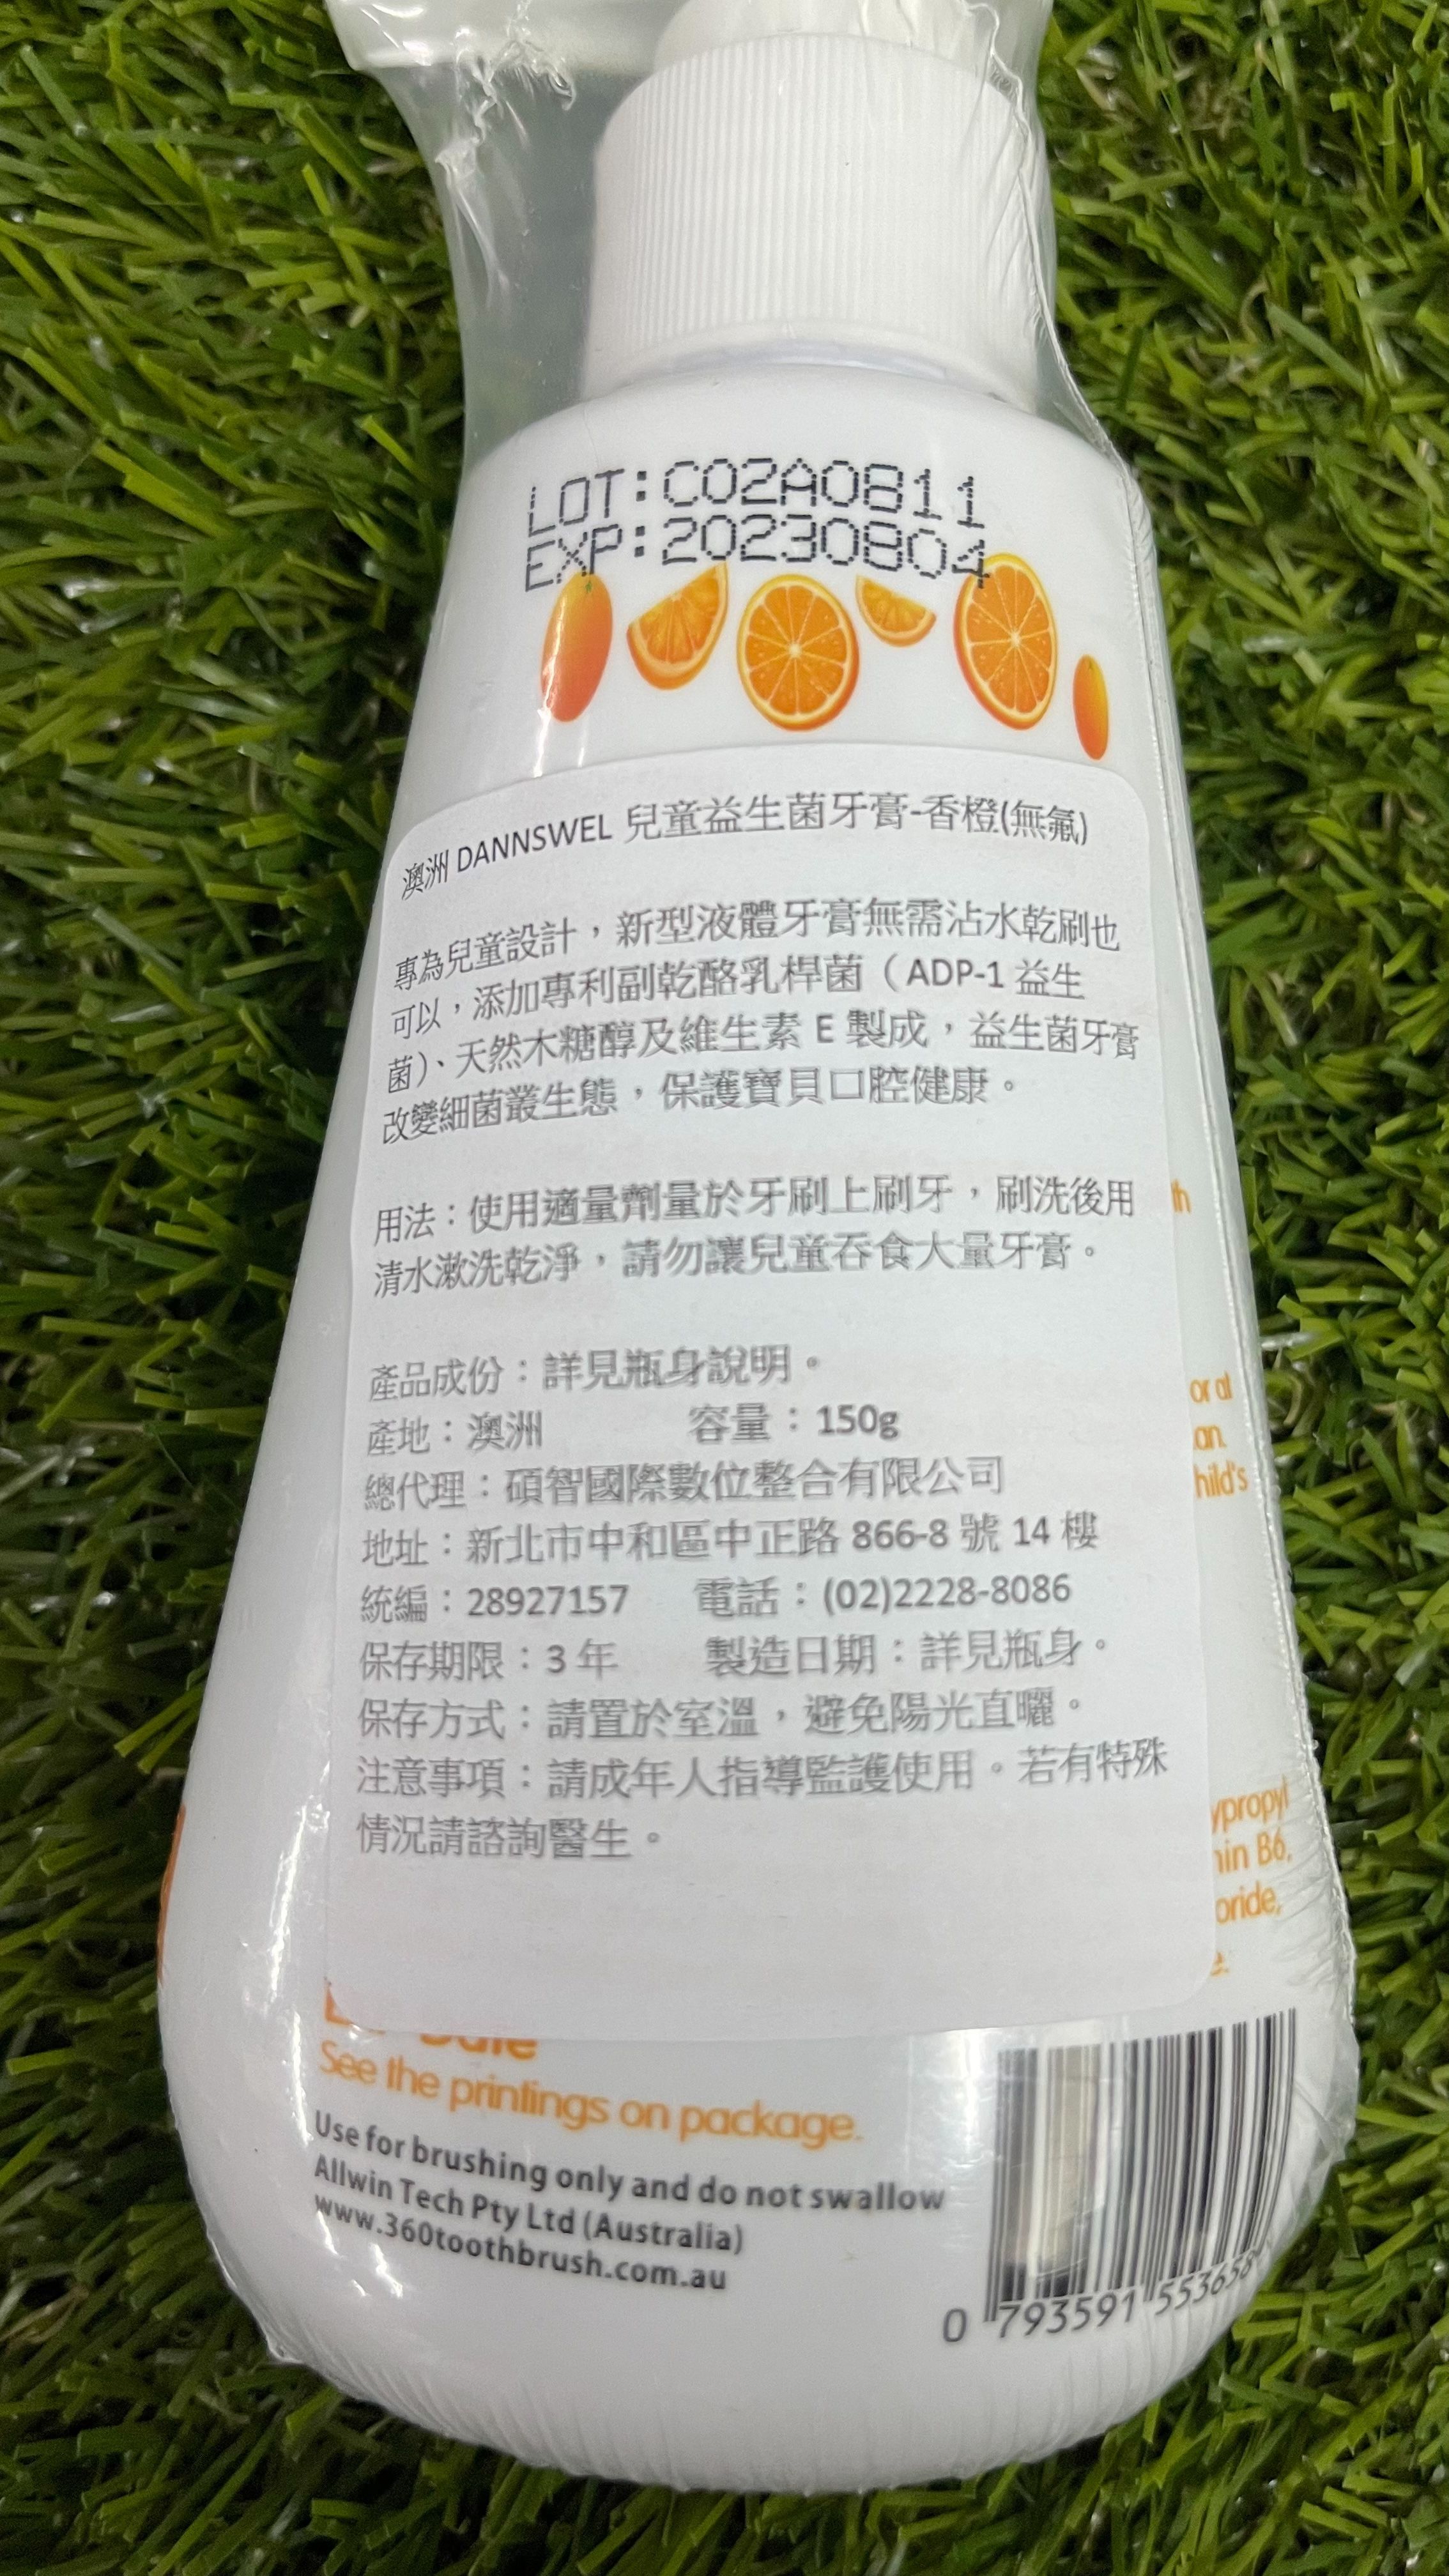 LOT:C02A0811
EXP:20230804
澳洲 DANNSWEL 兒童益生菌牙膏-香橙(無氟)
專為兒童設計，新型液體牙膏無需沾水乾刷也
可以，添加專利副乾酪乳桿菌（ADP-1 益生
菌)、天然木糖醇及維生素 E 製成，益生菌牙膏
改變細菌叢生態，保護寶貝口腔健康。
用法：使用適量劑量於牙刷上刷牙，刷洗後用
清水漱洗乾淨，請勿讓兒童吞食大量牙膏。
產品成份：詳見瓶身說明。
產地：澳洲 容量：150g
總代理：碩智國際數位整合有限公司
地址：新北市中和區中正路 866-8 號 14 樓
統編：28927157 電話：(02)2228-8086
保存期限：3 年 製造日期：詳見瓶身。
保存方式：請置於室溫，避免陽光直曬。
注意事項：請成年人指導監護使用。若有特殊
情況請諮詢醫生。
or al
an.
hild's
ypropyl
min B6,
oride,
Date
See the printings on package.
Use for brushing only and do not swallow
Allwin Tech Pty Ltd (Australia)
www.360toothbrush.com.au
0 793591 553658